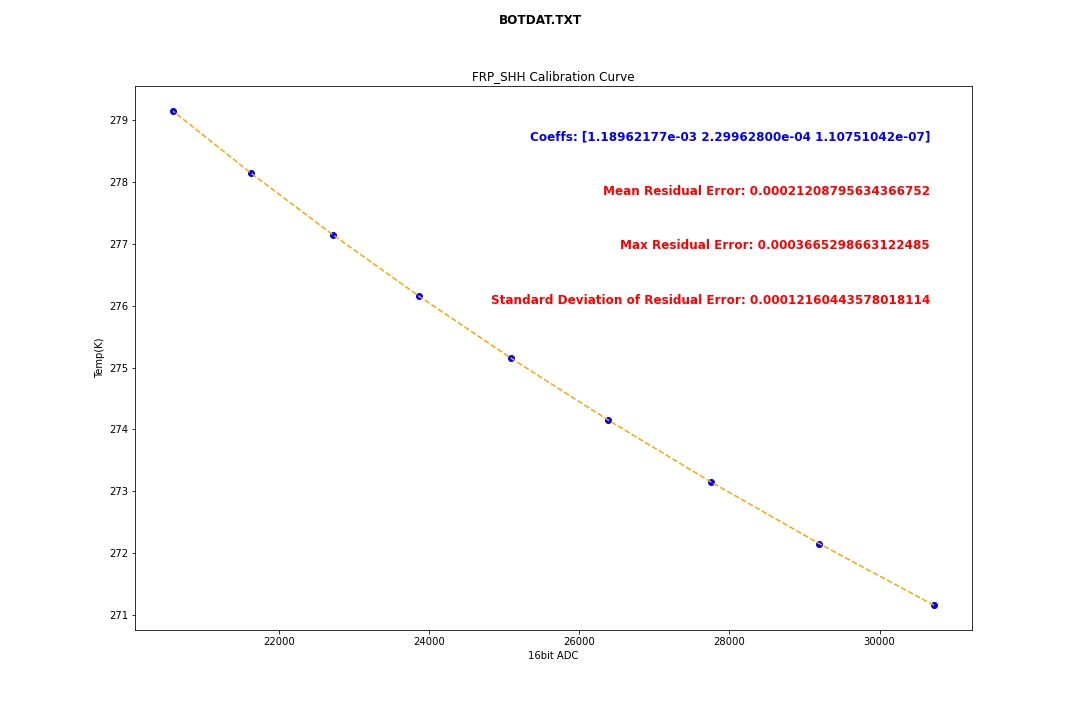 BOTDAT.TXT
FRP_SHH Calibration Curve
Coeffs: [1.18962177e-03 2.29962800e-04 1.10751042e-07]
Mean Residual Error: 0.00021208795634366752
Max Residual Error: 0.0003665298663122485
Standard Deviation of Residual Error: 0.00012160443578018114
Temp(K)
279
278
277
276
275
274
273
272
271
22000
24000
26000
28000
30000
16bit ADC